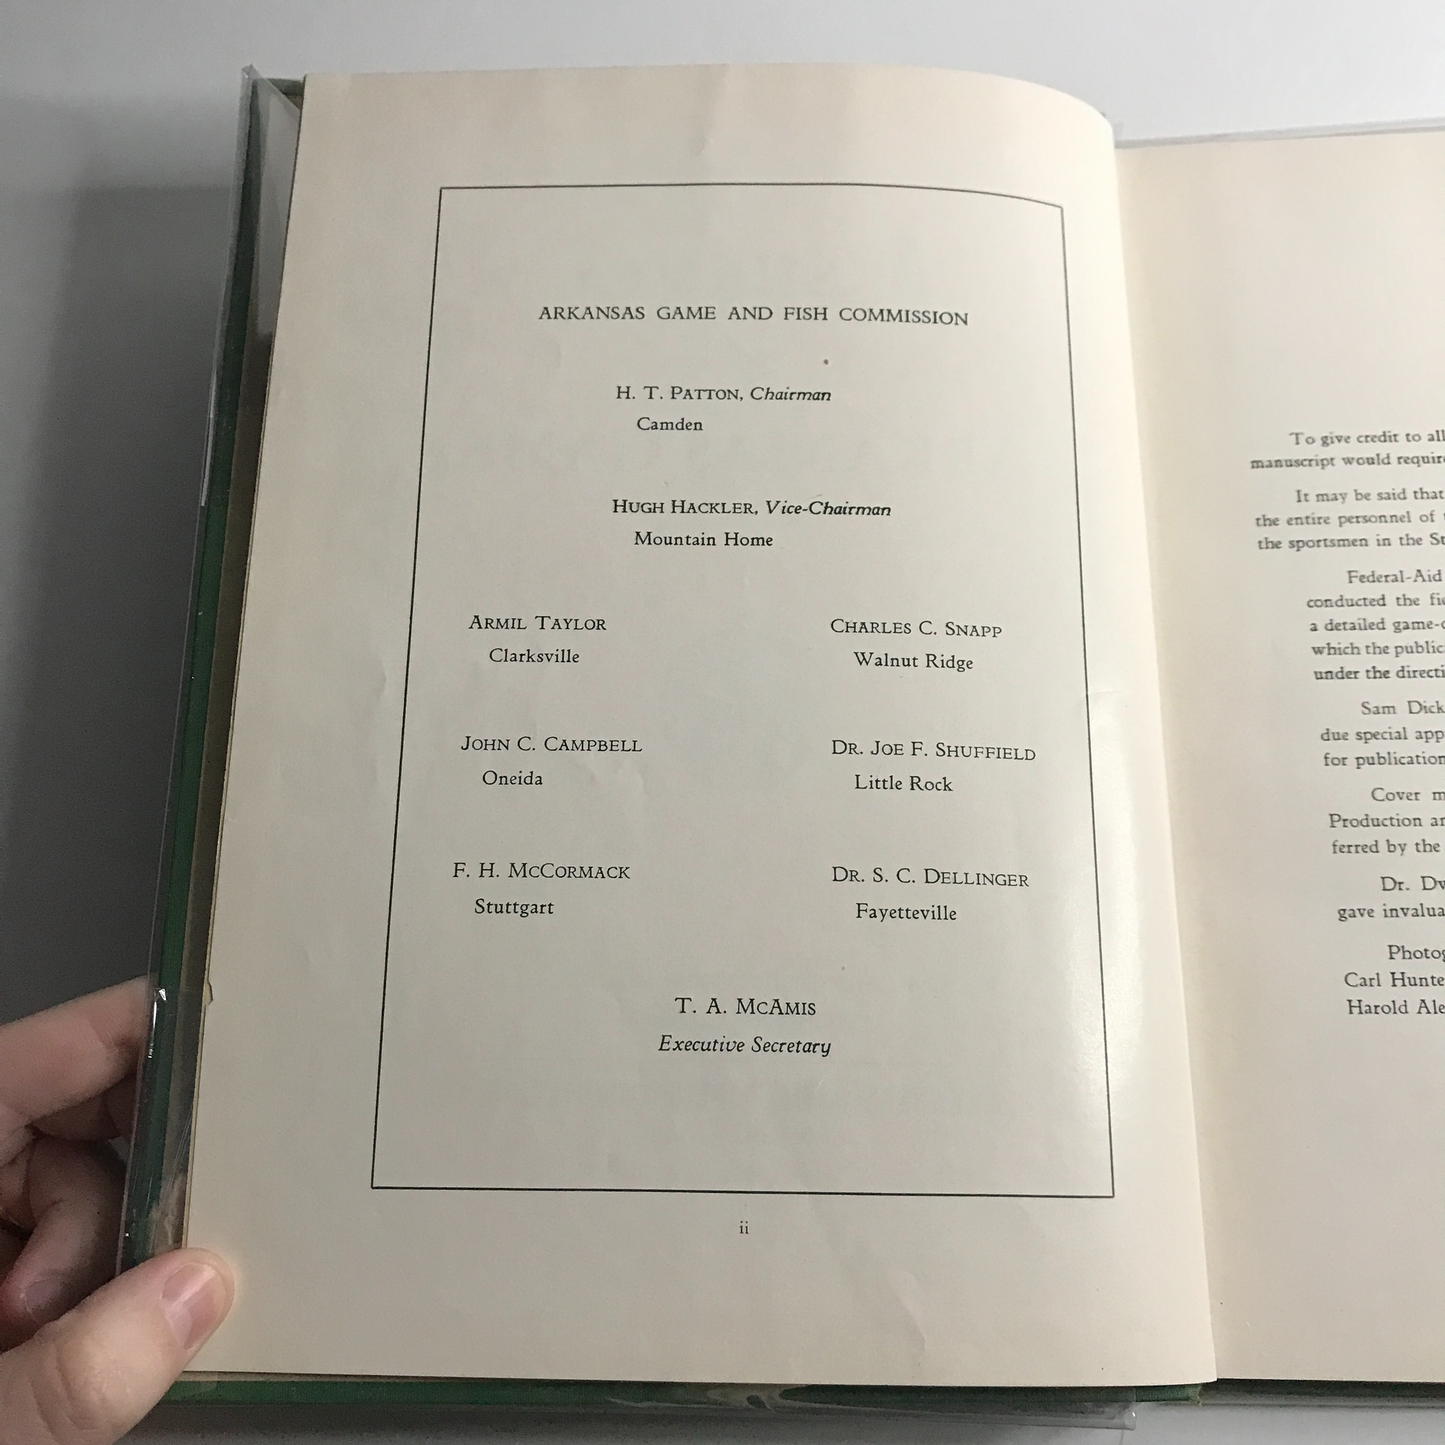 ARKANSAS GAME AND FISH COMMISSION
H. T. PATTON, Chairman
Camden
HUGH HACKLER, Vice-Chairman
Mountain Home
ARMIL TAYLOR
Clarksville
CHARLES C. SNAPP
Walnut Ridge
JOHN C. CAMPBELL
Oneida
DR. JOE F. SHUFFIELD
Little Rock
F. H. MCCORMACK
Stuttgart
DR. S. C. DELLINGER
Fayetteville
T. A. MCAMIS
Executive Secretary
ii
To give credit to all
manuscript would
It may be said that
the entire personnel of
the sportsmen in the
Federal-Aid
conducted the
a detailed
which the
under the
Sam
due special
for publication
Cover
Production
ferred by the
Dr.
gave
Carl
Harold